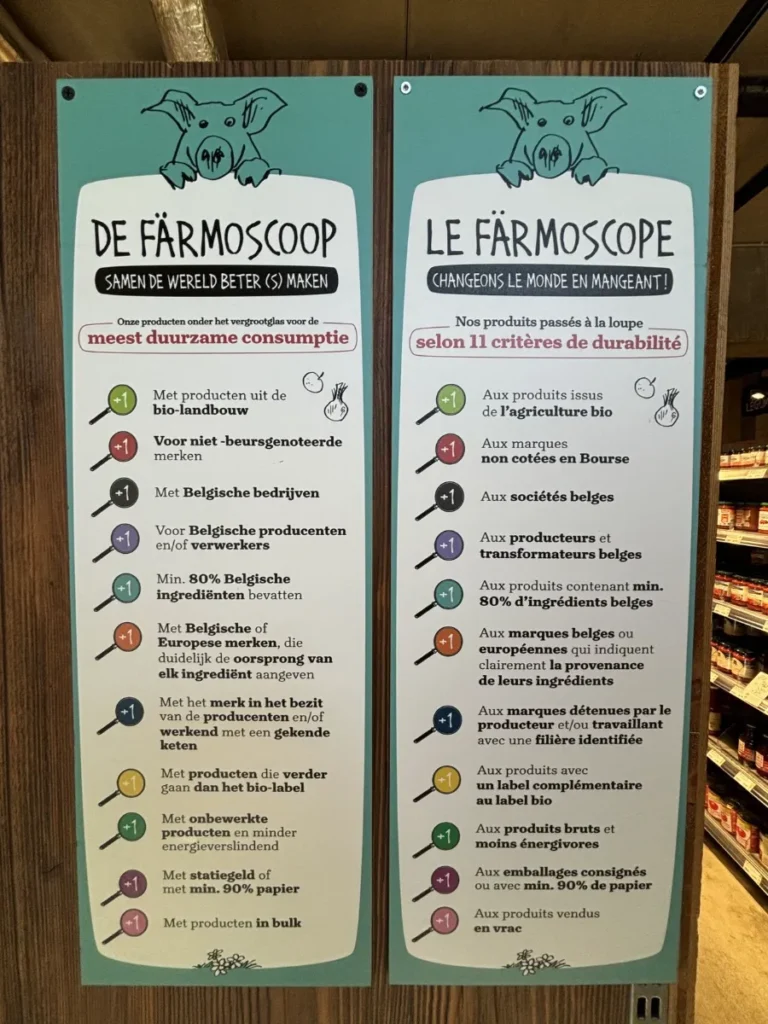 DE FÄRMOSCOOP
SAMEN DE WERELD BETER (S) MAKEN
Onze producten onder het vergrootglas voor de
meest duurzame consumptie
+1 Met producten uit de
bio-landbouw
+1 Voor niet -beursgenoteerde
merken
+1 Met Belgische bedrijven
+1 Voor Belgische producenten
en/of verwerkers
+1 Min. 80% Belgische
ingrediënten bevatten
+1 Met Belgische of
Europese merken, die
duidelijk de oorsprong van
elk ingrediënt aangeven
+1 Met het merk in het bezit
van de producenten en/of
werkend met een gekende
keten
+1 Met producten die verder
gaan dan het bio-label
+1 Met onbewerkte
producten en minder
energieverslindend
+1 Met statiegeld of
met min. 90% papier
+1 Met producten in bulk
LE FÄRMOSCOPE
CHANGEONS LE MONDE EN MANGEANT!
Nos produits passés à la loupe
selon 11 critères de durabilité
+1 Aux produits issus
de l'agriculture bio
+1 Aux marques
non cotées en Bourse
+1 Aux sociétés belges
+1 Aux producteurs et
transformateurs belges
+1 Aux produits contenant min.
80% d'ingrédients belges
+1 Aux marques belges ou
européennes qui indiquent
clairement la provenance
de leurs ingrédients
+1 Aux marques détenues par le
producteur et/ou travaillant
avec une filière identifiée
+1 Aux produits avec
un label complémentaire
au label bio
+1 Aux produits bruts et
moins énergivores
+1 Aux emballages consignés
ou avec min. 90% de papier
+1 Aux produits vendus
en vrac